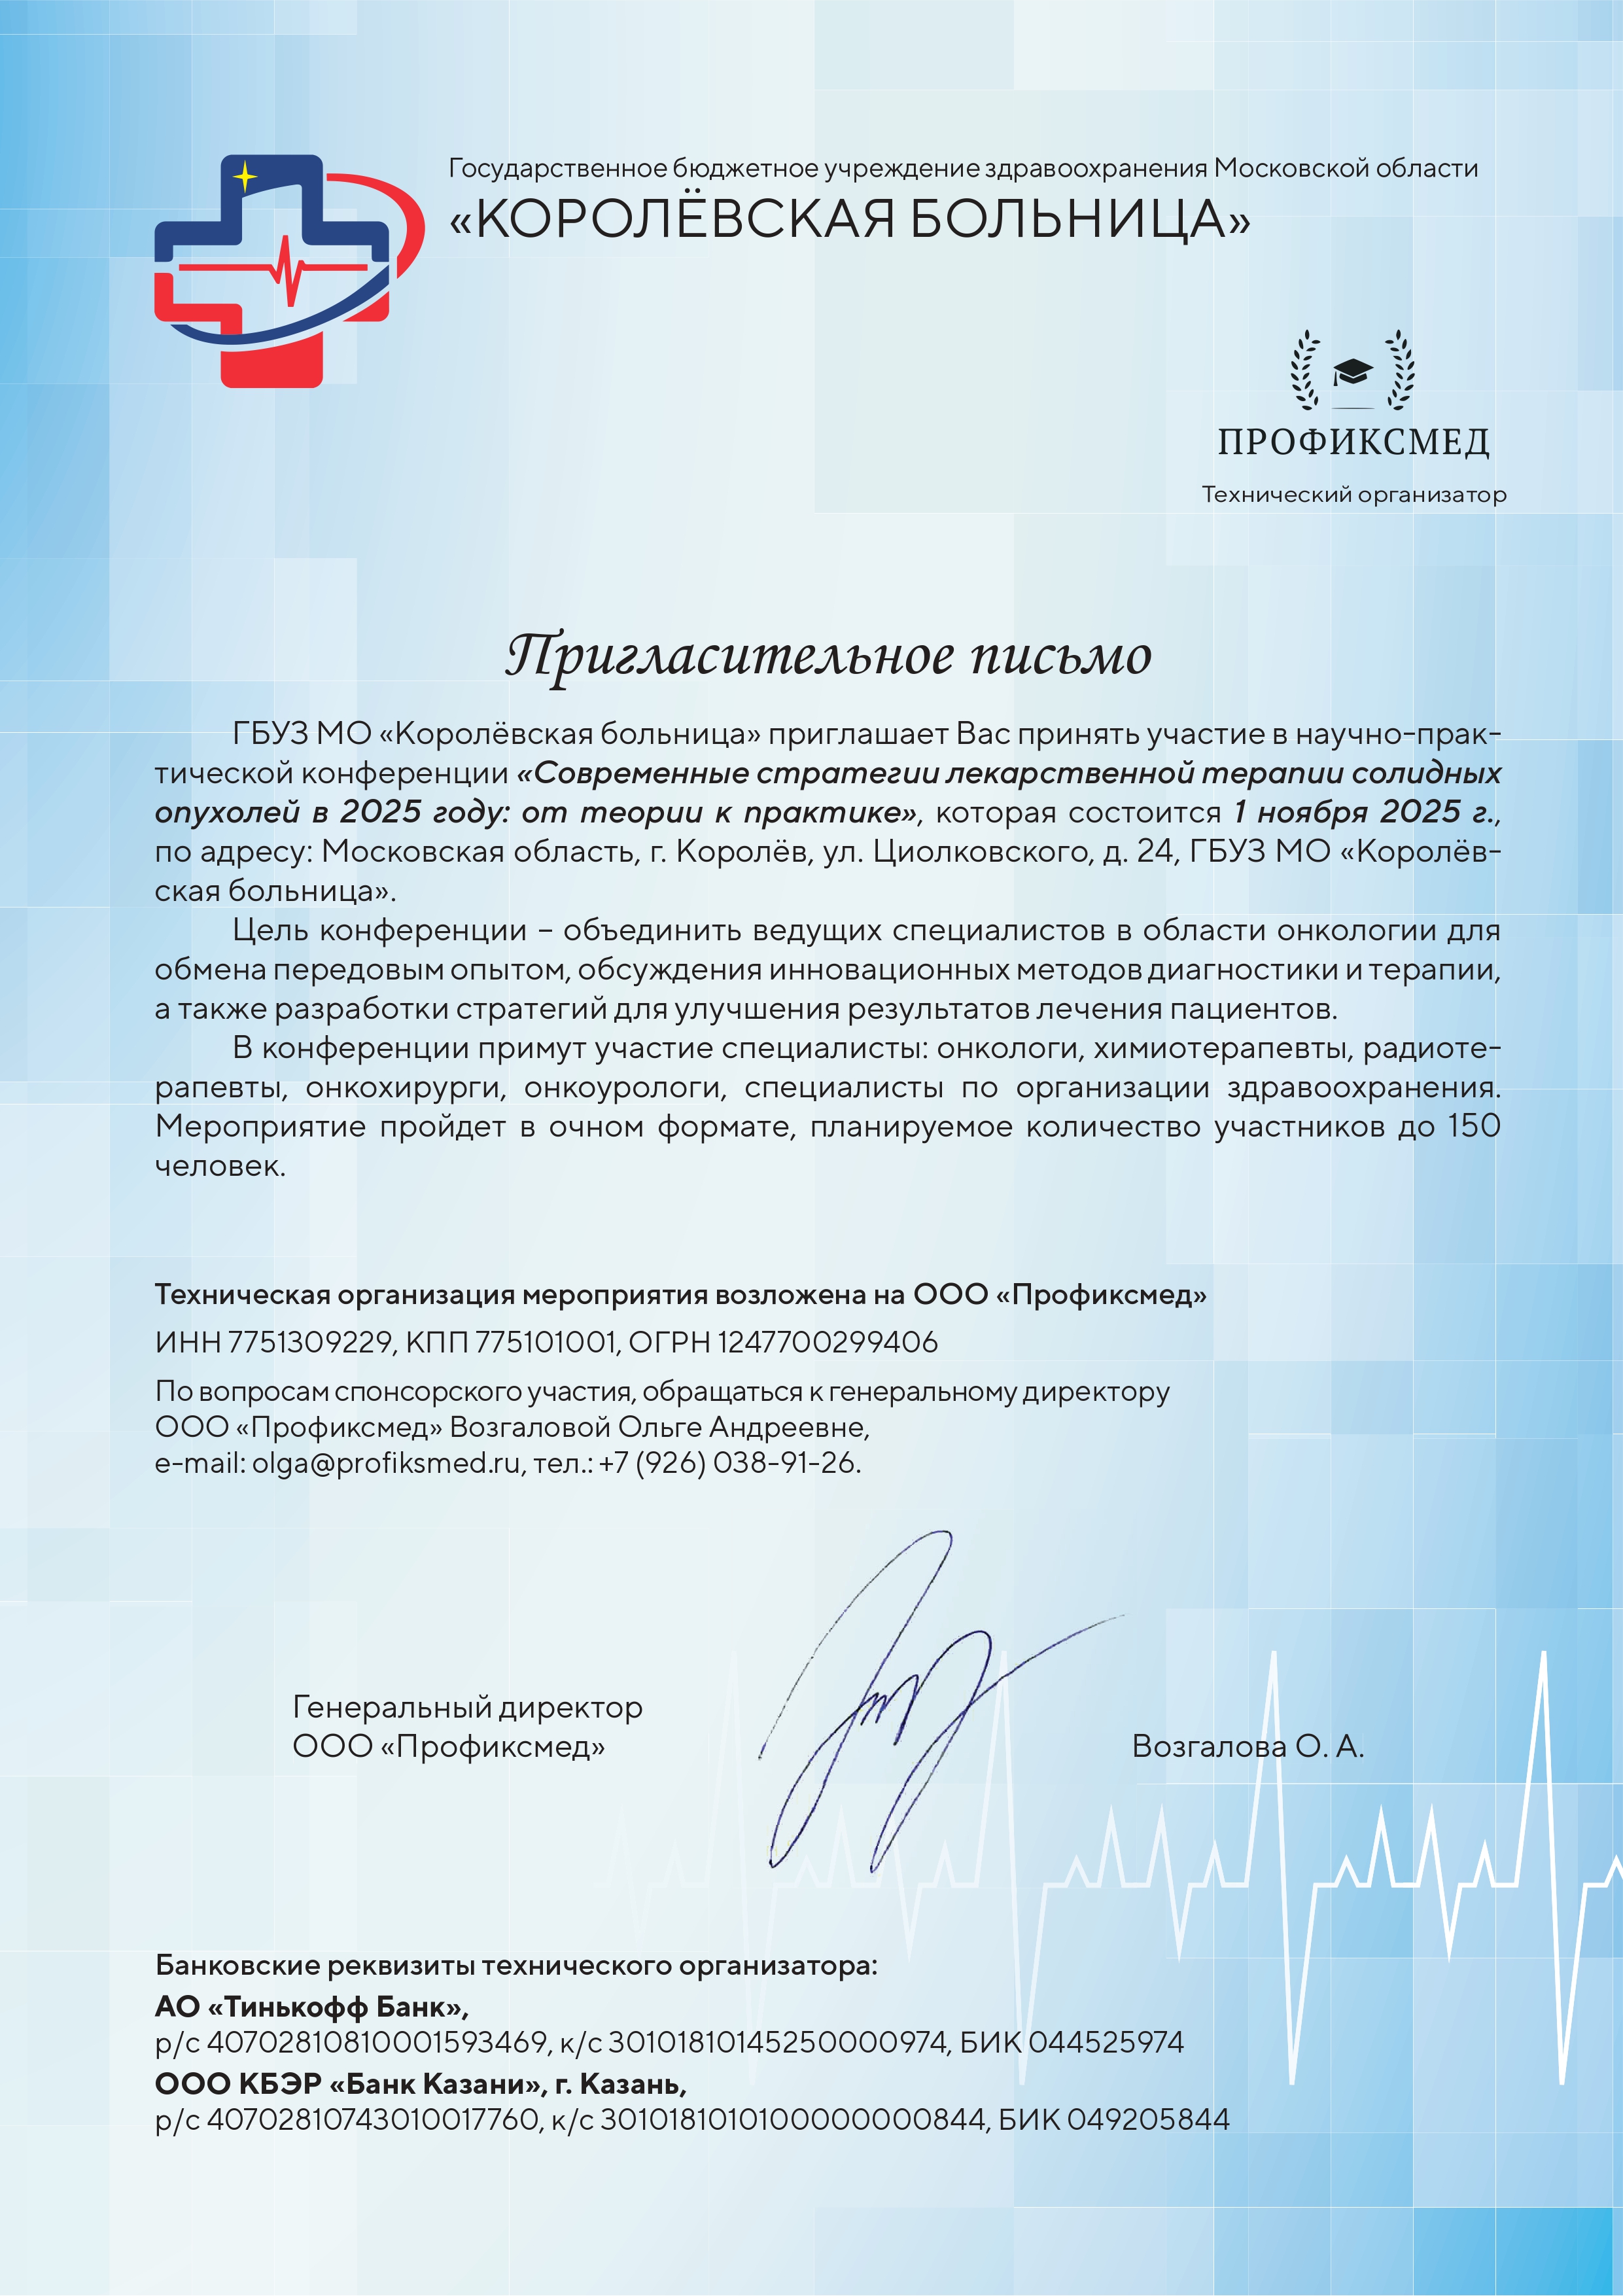 Государственное бюджетное учреждение здравоохранения Московской области
«КОРОЛЁВСКАЯ БОЛЬНИЦА»
ПРОФИКСМЕД
Технический организатор
Пригласительное письмо
ГБУЗ МО «Королёвская больница» приглашает Вас принять участие в научно-прак-
тической конференции «Современные стратегии лекарственной терапии солидных
опухолей в 2025 году: от теории к практике», которая состоится 1 ноября 2025 г.,
по адресу: Московская область, г. Королёв, ул. Циолковского, д. 24, ГБУЗ МО «Королёв-
ская больница».
Цель конференции – объединить ведущих специалистов в области онкологии для
обмена передовым опытом, обсуждения инновационных методов диагностики и терапии,
а также разработки стратегий для улучшения результатов лечения пациентов.
В конференции примут участие специалисты: онкологи, химиотерапевты, радиоте-
рапевты, онкохирурги, онкоурологи, специалисты по организации здравоохранения.
Мероприятие пройдет в очном формате, планируемое количество участников до 150
человек.
Техническая организация мероприятия возложена на ООО «Профиксмед»
ИНН 7751309229, КПП 775101001, ОГРН 1247700299406
По вопросам спонсорского участия, обращаться к генеральному директору
ООО «Профиксмед» Возгаловой Ольге Андреевне,
e-mail: olga@profiksmed.ru, тел.: +7 (926) 038-91-26.
Генеральный директор
ООО «Профиксмед»
Возгалова О. А.
Банковские реквизиты технического организатора:
АО «Тинькофф Банк»,
р/с 40702810810001593469, к/с 30101810145250000974, БИК 044525974
ООО КБЭР «Банк Казани», г. Казань,
р/с 40702810743010017760, к/с 3010181010100000000844, БИК 049205844